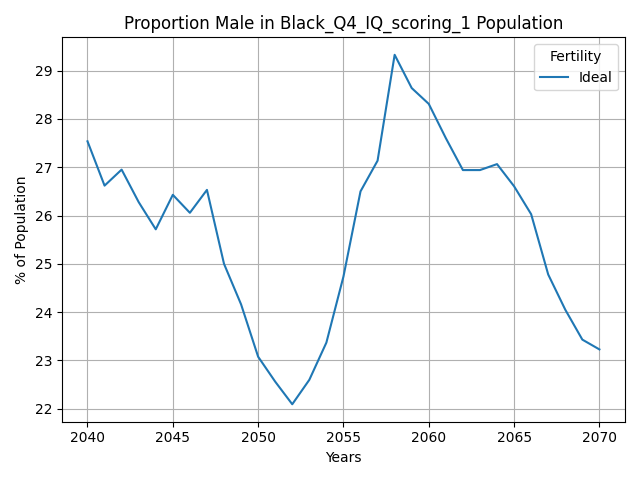 Proportion Male in Black_Q4_IQ_scoring_1 Population
Fertility
Ideal
29
28
27
26
25
24
23
22
% of Population
2040 2045 2050 2055 2060 2065 2070
Years